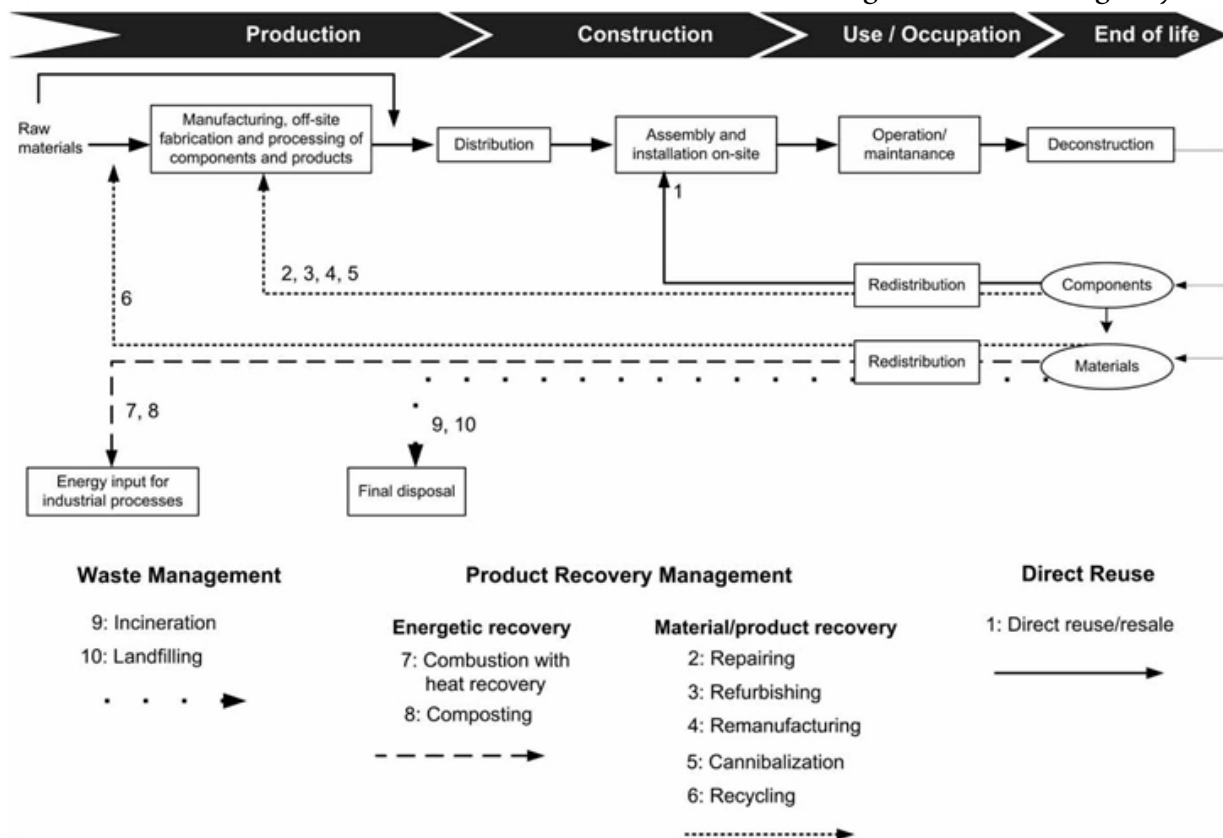 Production
Construction
Use / Occupation
End of life
Raw
materials
Manufacturing, off-site
fabrication and processing of
components and products
Distribution
Assembly and
installation on-site
Operation/
maintanance
Deconstruction
1
2, 3, 4, 5
6
Redistribution
Components
Redistribution
Materials
7, 8
9, 10
Energy input for
industrial processes
Final disposal
Waste Management
9: Incineration
10: Landfilling
Product Recovery Management
Energetic recovery
7: Combustion with
heat recovery
8: Composting
Material/product recovery
2: Repairing
3: Refurbishing
4: Remanufacturing
5: Cannibalization
6: Recycling
Direct Reuse
1: Direct reuse/resale